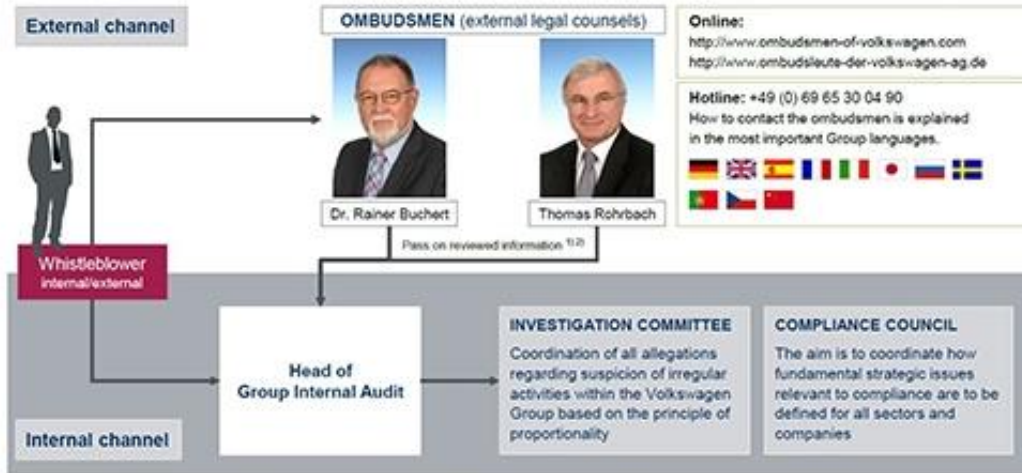 External channel
OMBUDSMEN (external legal counsels)
Online:
http://www.ombudsmen-of-volkswagen.com
http://www.ombudsleute-der-volkswagen-ag.de
Hotline: +49 (0) 69 65 30 04 90
How to contact the ombudsmen is explained
in the most important Group languages.
Dr. Rainer Buchert
Thomas Rohrbach
Pass on reviewed information 1) 2)
Whistleblower
internal/external
Head of
Group Internal Audit
INVESTIGATION COMMITTEE
Coordination of all allegations
regarding suspicion of irregular
activities within the Volkswagen
Group based on the principle of
proportionality
COMPLIANCE COUNCIL
The aim is to coordinate how
fundamental strategic issues
relevant to compliance are to be
defined for all sectors and
companies
Internal channel